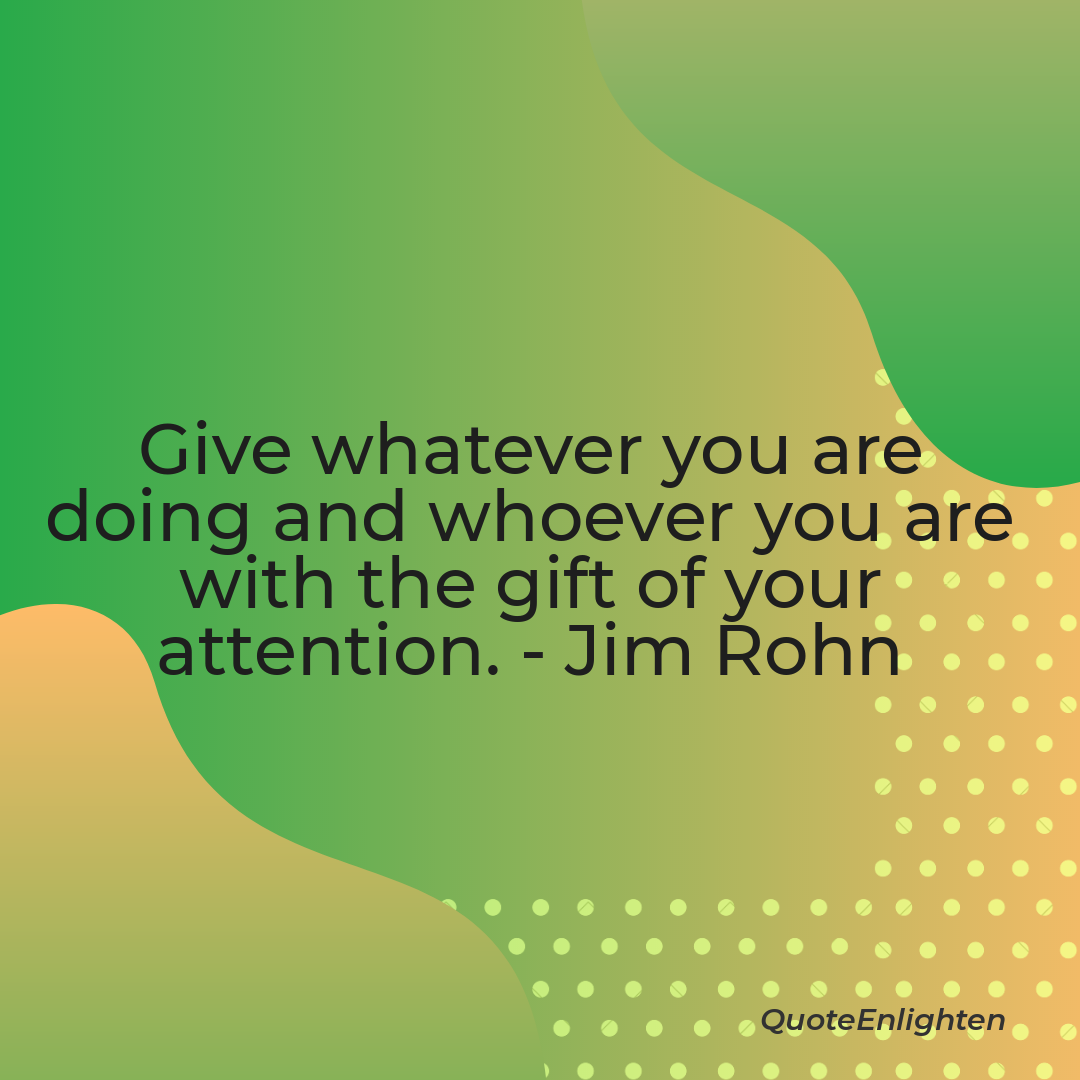 Give whatever you are
doing and whoever you are
with the gift of your
attention. - Jim Rohn
QuoteEnlighten